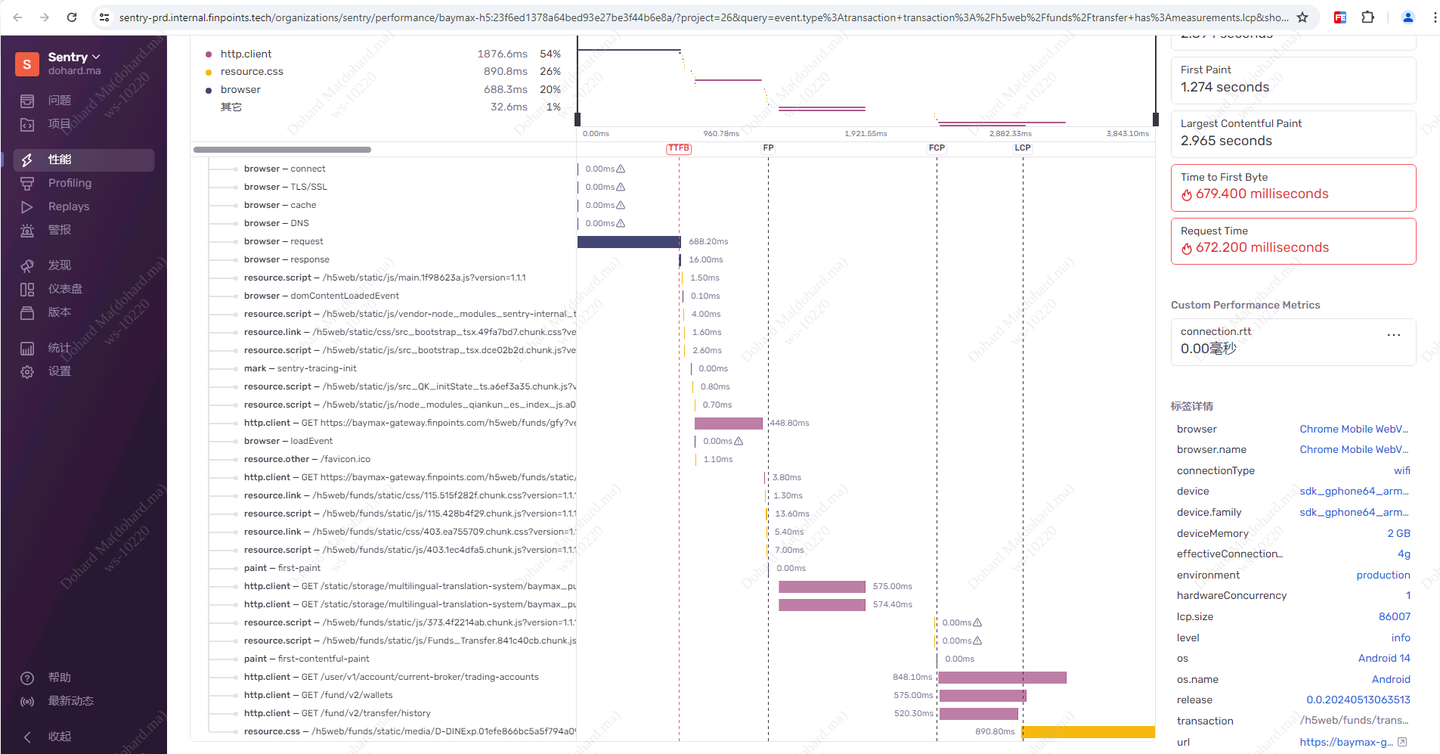 sentry-prd.internal.finpoints.tech/organizations/sentry/performance/baymax-h5:23f6ed1378a64bed93e27be3f44b6e8a/?project=26&query=event.type%3Atransaction+transaction%3A%2Fh5web%2Ffunds%2Ftransfer+has%3Ameasurements.lcp&sho...
S
Sentry
dohard.ma
问题
项目
性能
Profiling
Replays
警报
发现
仪表盘
版本
统计
设置
帮助
最新动态
收起
http.client 1876.6ms 54%
resource.css 890.8ms 26%
browser 688.3ms 20%
其它 32.6ms 1%
0.00ms 960.78ms 1,921.55ms 2,882.33ms 3,843.10ms
TTFB FP FCP LCP
browser — connect 0.00ms
browser — TLS/SSL 0.00ms
browser — cache 0.00ms
browser — DNS 0.00ms
browser — request 688.20ms
browser — response 16.00ms
resource.script — /h5web/static/js/main.1f98623a.js?version=1.1.1 1.50ms
browser — domContentLoadedEvent 0.10ms
resource.script — /h5web/static/js/vendor-node_modules_sentry-internal_t 4.00ms
resource.link — /h5web/static/css/src_bootstrap_tsx.49fa7bd7.chunk.css?ve 1.60ms
resource.script — /h5web/static/js/src_bootstrap_tsx.dce02b2d.chunk.js?ve 2.60ms
mark — sentry-tracing-init 0.00ms
resource.script — /h5web/static/js/src_QK_initState_ts.a6ef3a35.chunk.js? 0.80ms
resource.script — /h5web/static/js/node_modules_qiankun_es_index_js.a0 0.70ms
http.client — GET https://baymax-gateway.finpoints.com/h5web/funds/gfy?v 448.80ms
browser — loadEvent 0.00ms
resource.other — /favicon.ico 1.10ms
http.client — GET https://baymax-gateway.finpoints.com/h5web/funds/static/ 3.80ms
resource.link — /h5web/funds/static/css/115.515f282f.chunk.css?version=1.1.1 1.30ms
resource.script — /h5web/funds/static/js/115.428b4f29.chunk.js?version=1.1.1 13.60ms
resource.link — /h5web/funds/static/css/403.ea755709.chunk.css?version=1. 5.40ms
resource.script — /h5web/funds/static/js/403.1ec4dfa5.chunk.js?version=1.1.1 7.00ms
paint — first-paint 0.00ms
http.client — GET /static/storage/multilingual-translation-system/baymax_pu 575.00ms
http.client — GET /static/storage/multilingual-translation-system/baymax_pu 574.40ms
resource.script — /h5web/funds/static/js/373.4f2214ab.chunk.js?version=1.1. 0.00ms
resource.script — /h5web/funds/static/js/Funds_Transfer.841c40cb.chunk.js 0.00ms
paint — first-contentful-paint 0.00ms
http.client — GET /user/v1/account/current-broker/trading-accounts 848.10ms
http.client — GET /fund/v2/wallets 575.00ms
http.client — GET /fund/v2/transfer/history 520.30ms
resource.css — /h5web/funds/static/media/D-DINExp.01efe866bc5a5f794a0 890.80ms
First Paint
1.274 seconds
Largest Contentful Paint
2.965 seconds
Time to First Byte
679.400 milliseconds
Request Time
672.200 milliseconds
Custom Performance Metrics
connection.rtt ...
0.00毫秒
标签详情
browser Chrome Mobile WebV...
browser.name Chrome Mobile WebV...
connectionType wifi
device sdk_gphone64_arm...
device.family sdk_gphone64_arm...
deviceMemory 2 GB
effectiveConnection... 4g
environment production
hardwareConcurrency 1
lcp.size 86007
level info
os Android 14
os.name Android
release 0.0.20240513063513
transaction /h5web/funds/trans...
url https://baymax-g...
Dohard Ma(dohard.ma)
ws-10220